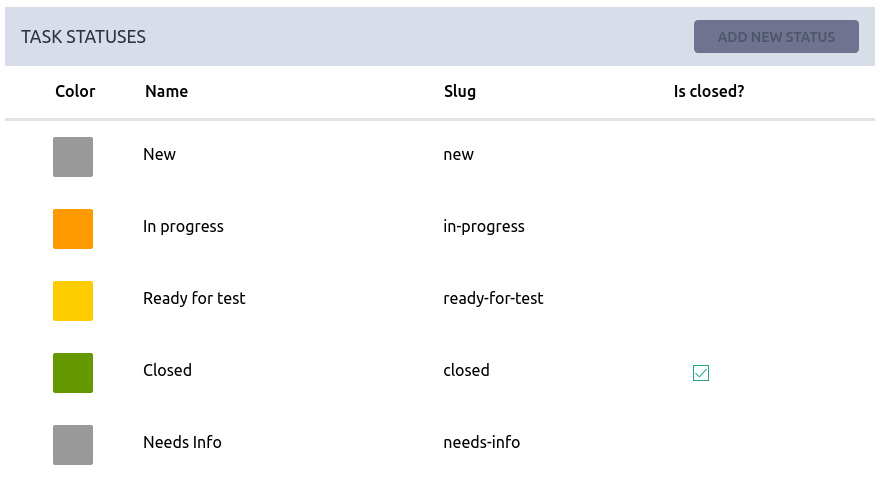 TASK STATUSES ADD NEW STATUS
Color Name Slug Is closed?
New new
In progress in-progress
Ready for test ready-for-test
Closed closed
Needs Info needs-info